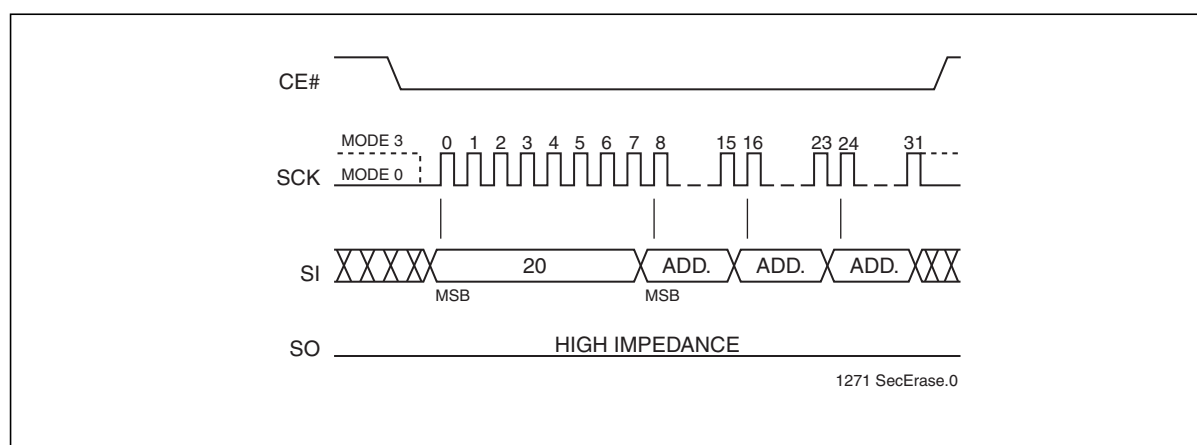 CE#
MODE 3
0 1 2 3 4 5 6 7 8 15 16 23 24 31
SCK
MODE 0
SI
20 ADD. ADD. ADD.
MSB MSB
SO
HIGH IMPEDANCE
1271 SecErase.0